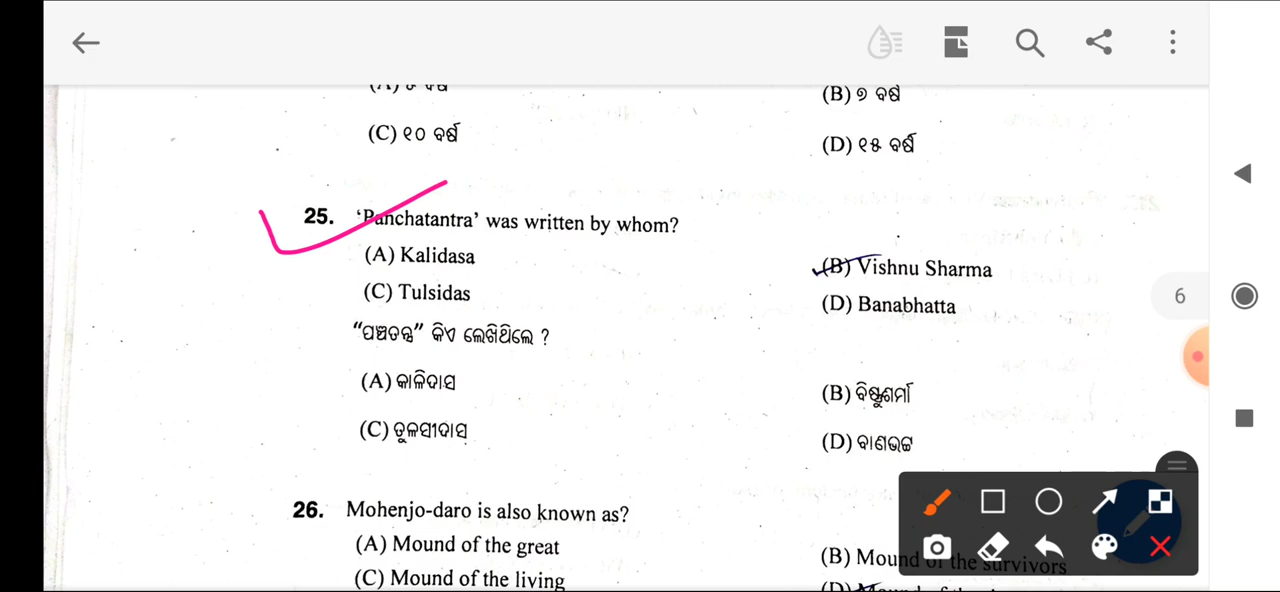 (B) ୭ ବର୍ଷ
(C) ୧୦ ବର୍ଷ
(D) ୧୫ ବର୍ଷ
25. ‘Panchatantra’ was written by whom?
(A) Kalidasa
(B) Vishnu Sharma
(C) Tulsidas
(D) Banabhatta
“ପଞ୍ଚତନ୍ତ୍ର” କିଏ ଲେଖିଥିଲେ ?
(A) କାଳିଦାସ
(B) ବିଷ୍ଣୁଶର୍ମା
(C) ତୁଳସୀଦାସ
(D) ବାଣଭଟ୍ଟ
26. Mohenjo-daro is also known as?
(A) Mound of the great
(B) Mound of the survivors
(C) Mound of the living
6